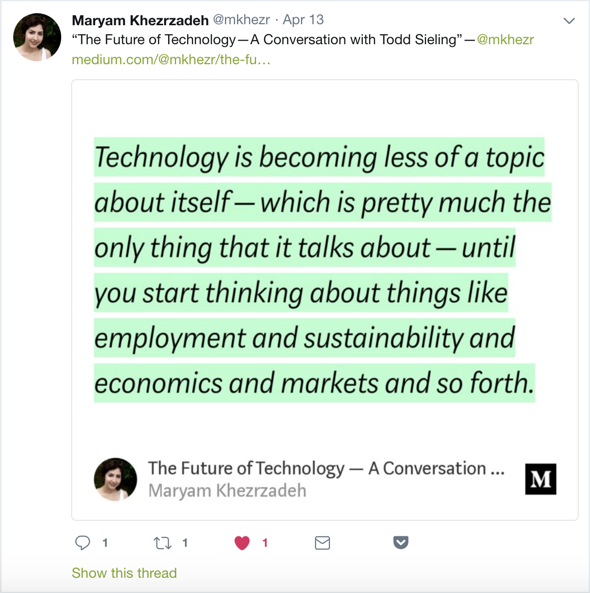 Maryam Khezrzadeh @mkhezr · Apr 13
“The Future of Technology—A Conversation with Todd Sieling”—@mkhezr
medium.com/@mkhezr/the-fu…
Technology is becoming less of a topic
about itself—which is pretty much the
only thing that it talks about—until
you start thinking about things like
employment and sustainability and
economics and markets and so forth.
The Future of Technology — A Conversation ...
Maryam Khezrzadeh
M
1 1 1
Show this thread